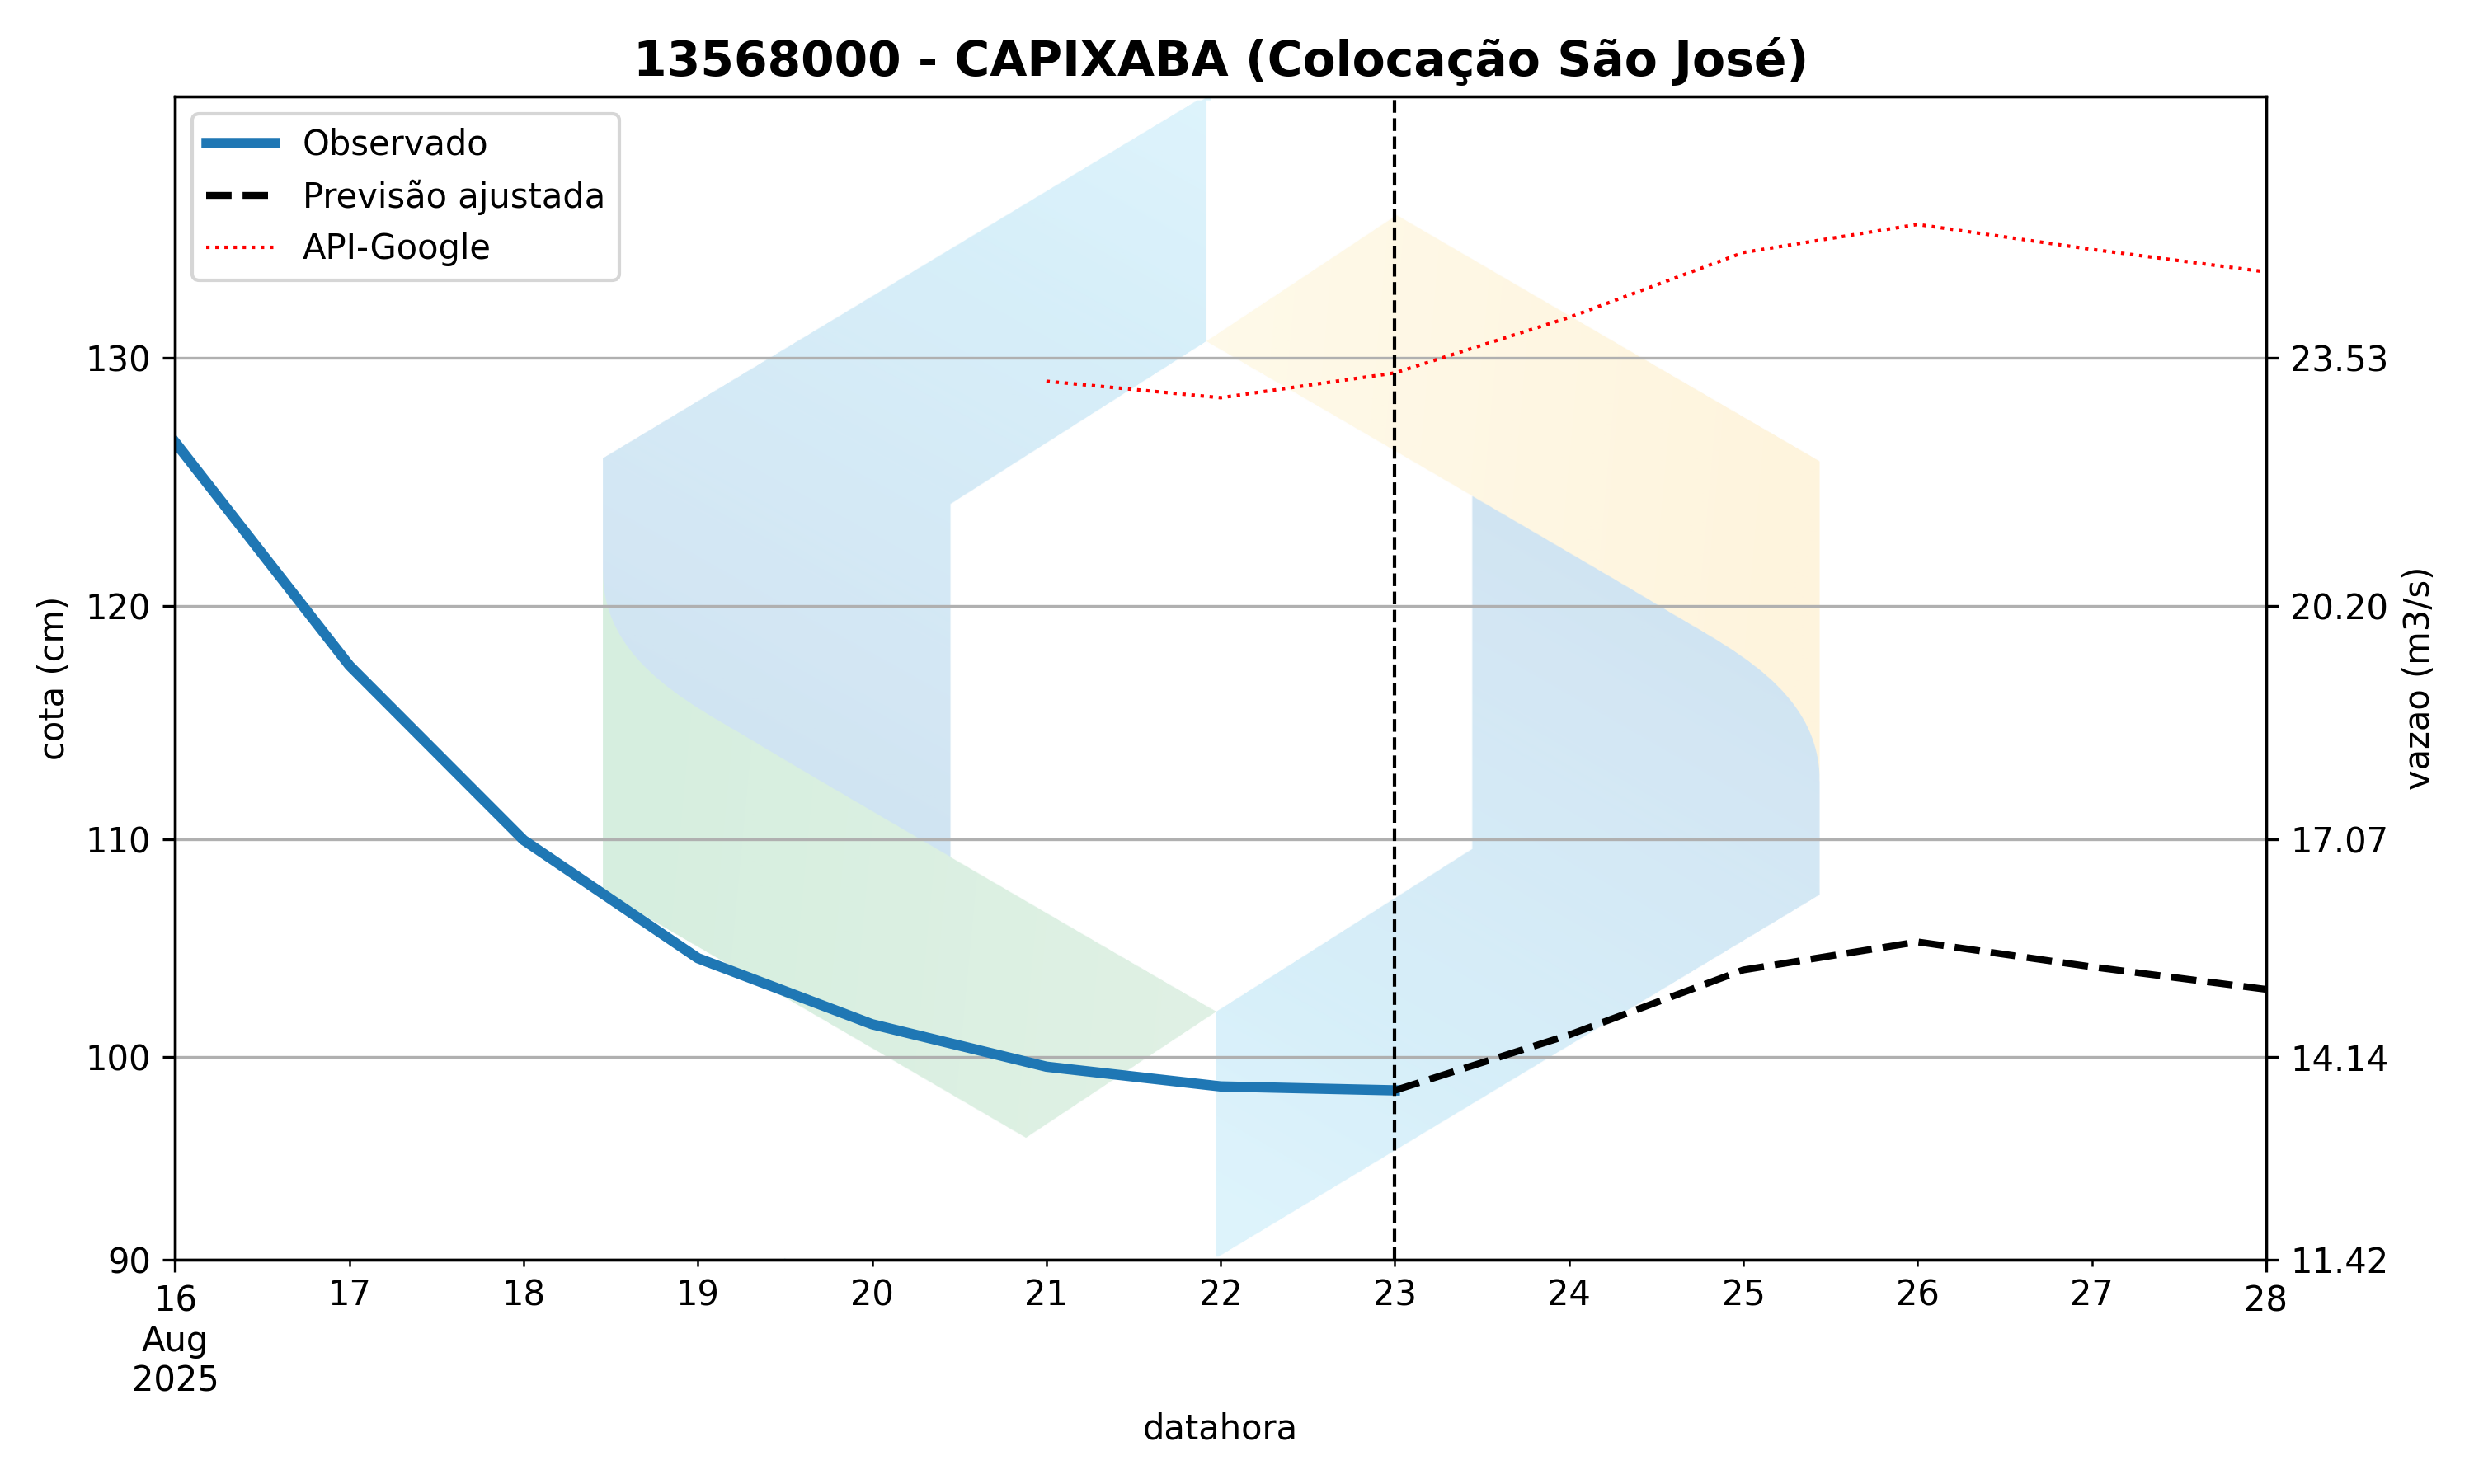 13568000 - CAPIXABA (Colocação São José)
Observado
Previsão ajustada
API-Google
cota (cm)
130
120
110
100
90
23.53
20.20
17.07
14.14
11.42
vazao (m3/s)
16 17 18 19 20 21 22 23 24 25 26 27 28
Aug
2025
datahora